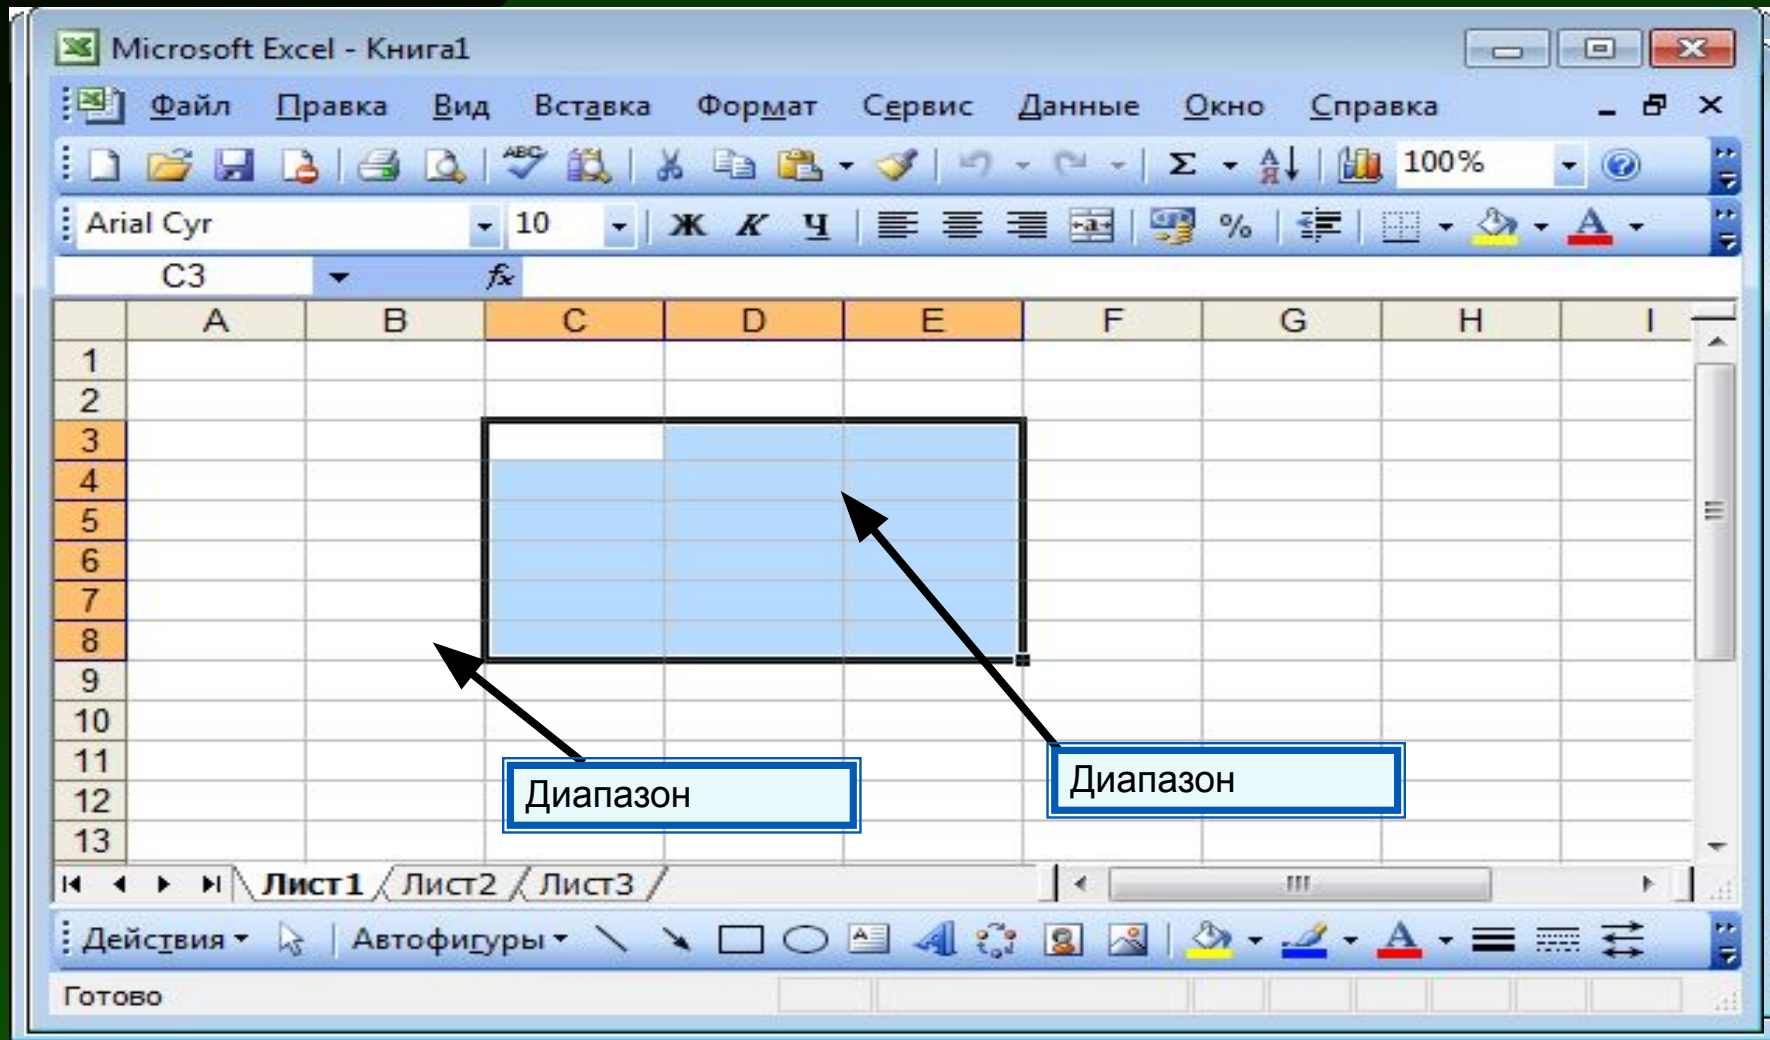 Microsoft Excel - Книга1
Файл Правка Вид Вставка Формат Сервис Данные Окно Справка
ABC Σ А Я 100%
Arial Cyr 10 Ж К Ч a % A
C3 fx
A B C D E F G H I
1
2
3
4
5
6
7
8
9
10
11
12
13
Диапазон
Диапазон
Лист1 Лист2 Лист3
Действия Автофигуры A A A
Готово